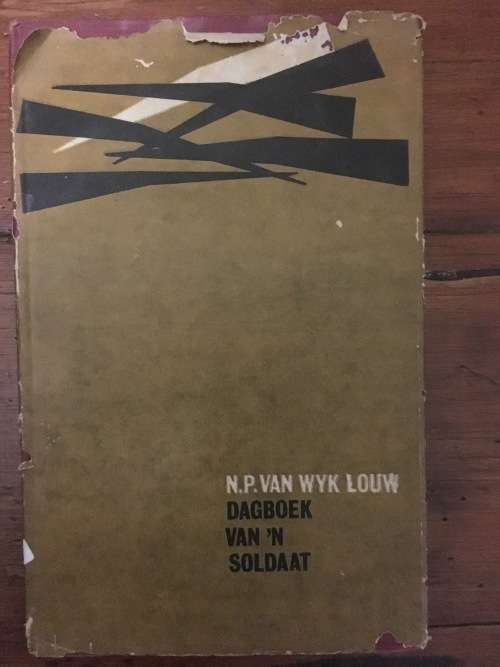 N.P. VAN WYK LOUW
DAGBOEK
VAN 'N
SOLDAAT